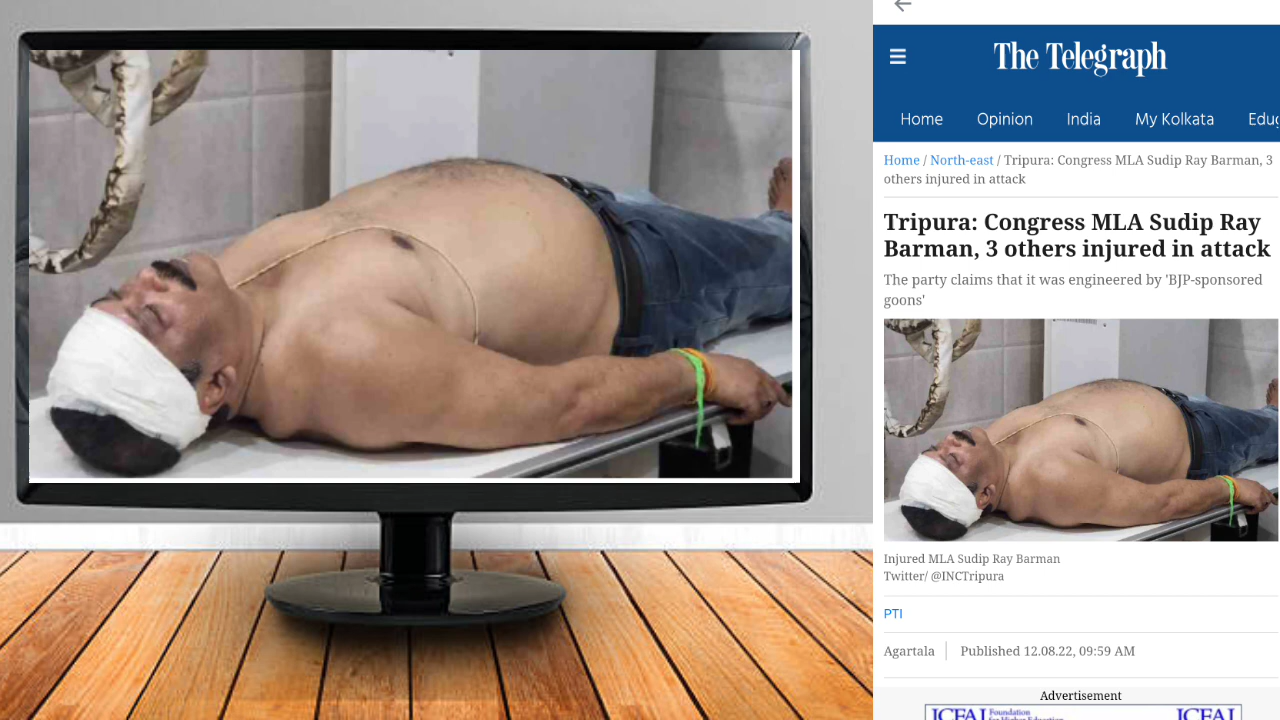 The Telegraph
Home Opinion India My Kolkata Educ
Home / North-east / Tripura: Congress MLA Sudip Ray Barman, 3
others injured in attack
Tripura: Congress MLA Sudip Ray
Barman, 3 others injured in attack
The party claims that it was engineered by 'BJP-sponsored
goons'
Injured MLA Sudip Ray Barman
Twitter/ @INCTripura
PTI
Agartala Published 12.08.22, 09:59 AM
Advertisement
ICFAI Foundation ICFAI